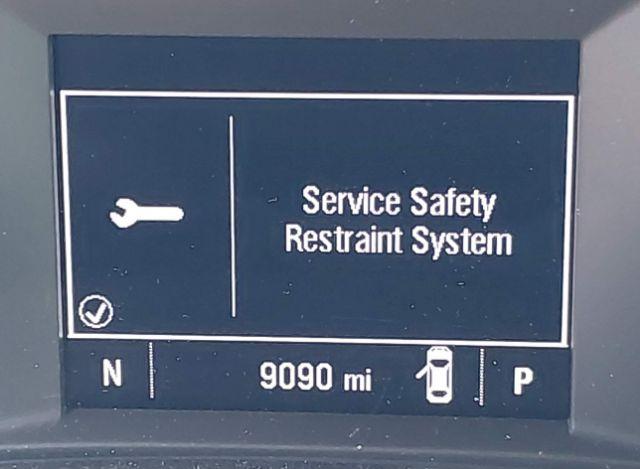 Service Safety
Restraint System
N
9090 mi
P